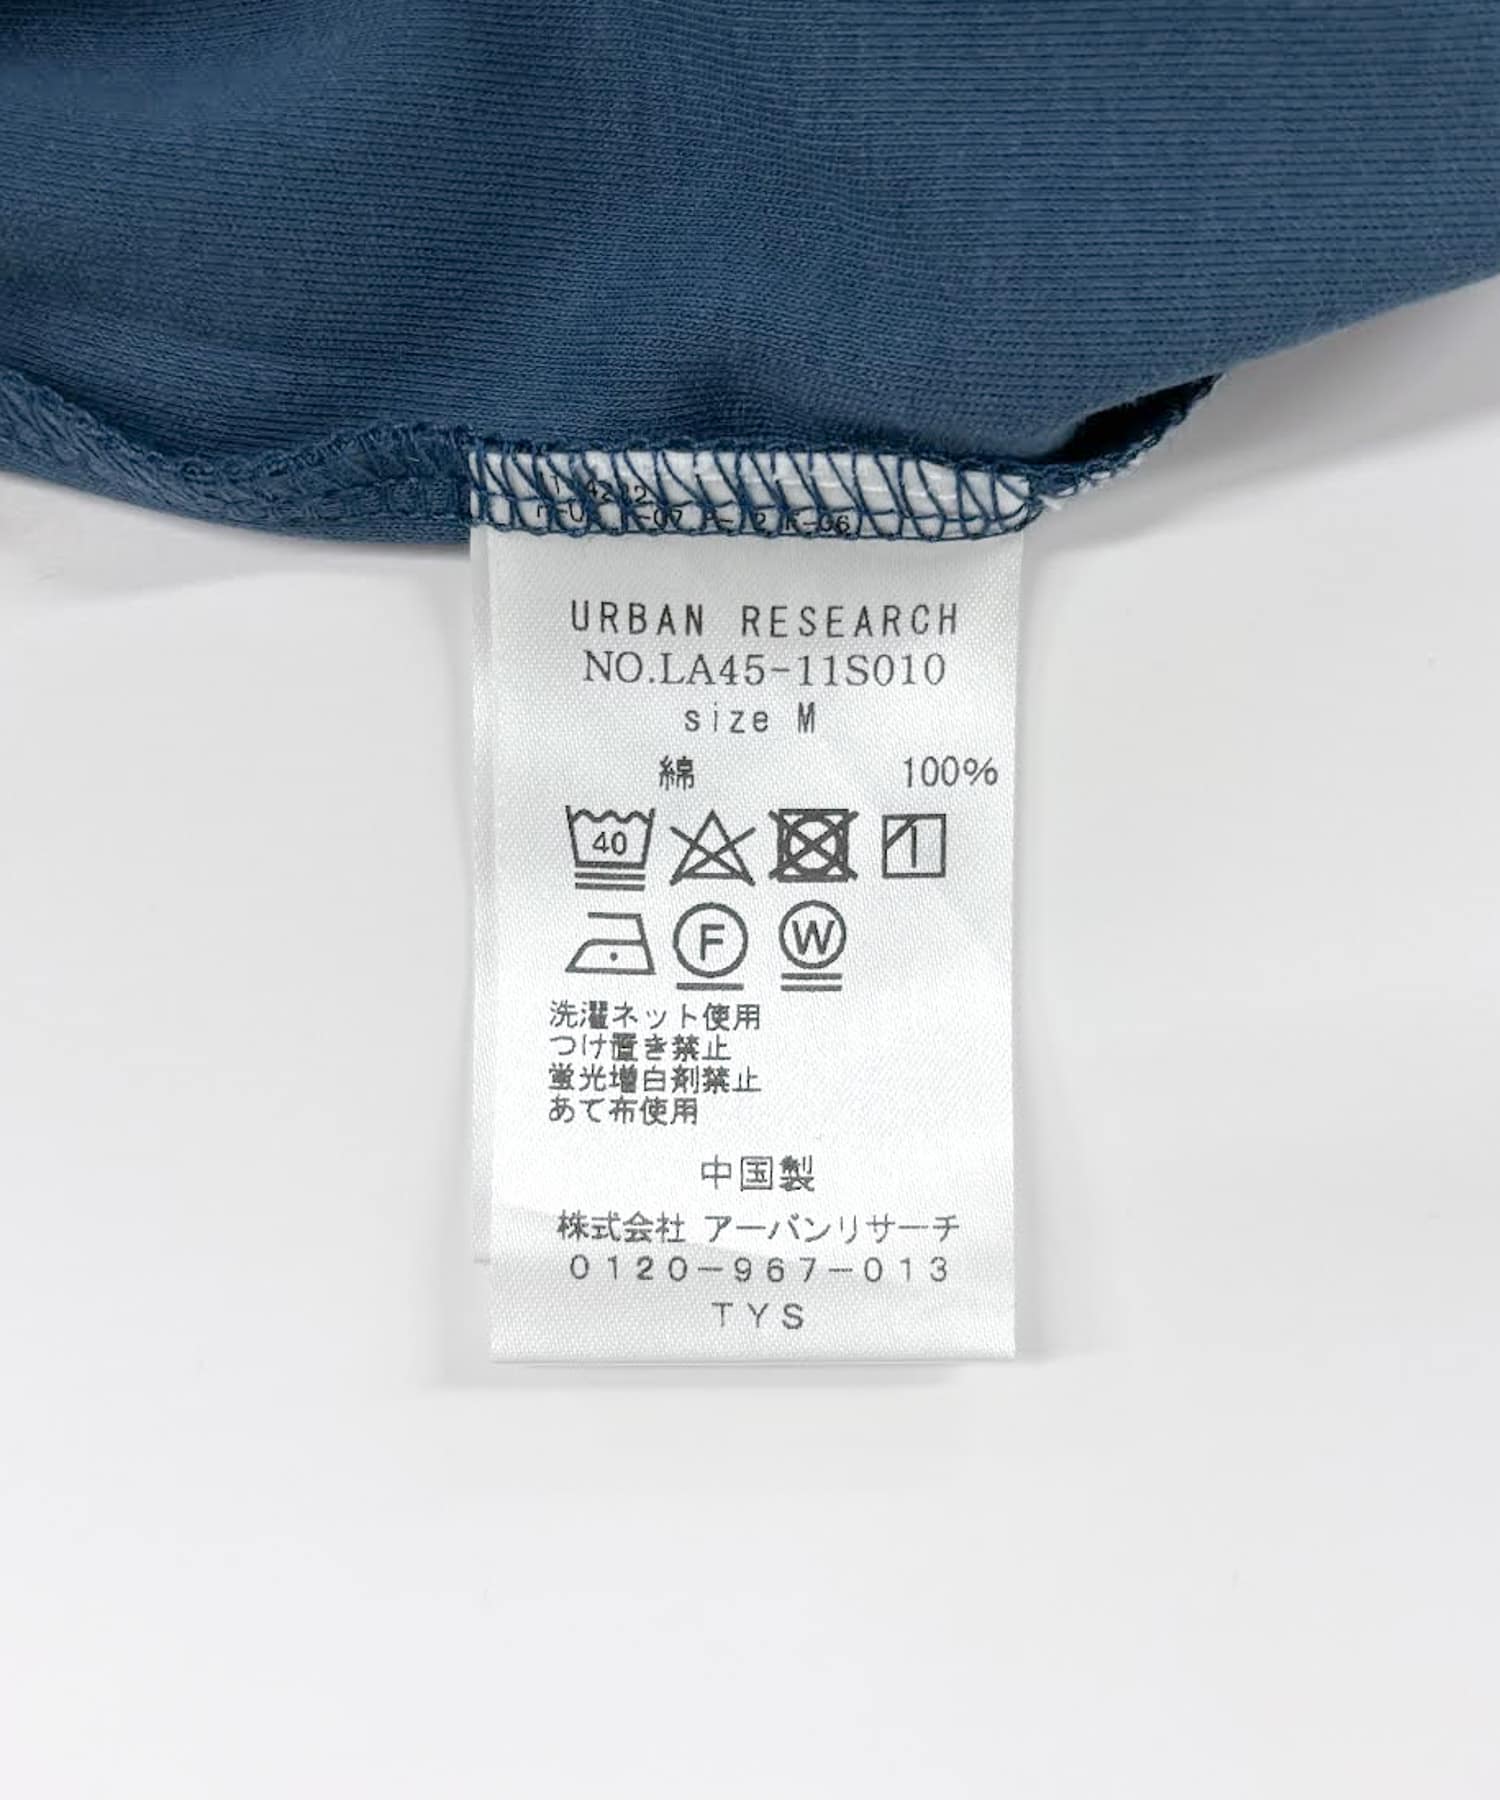 URBAN RESEARCH
NO.LA45-11S010
size M
綿 100%
40
F W
洗濯ネット使用
つけ置き禁止
蛍光増白剤禁止
あて布使用
中国製
株式会社 アーバンリサーチ
0120-967-013
TYS